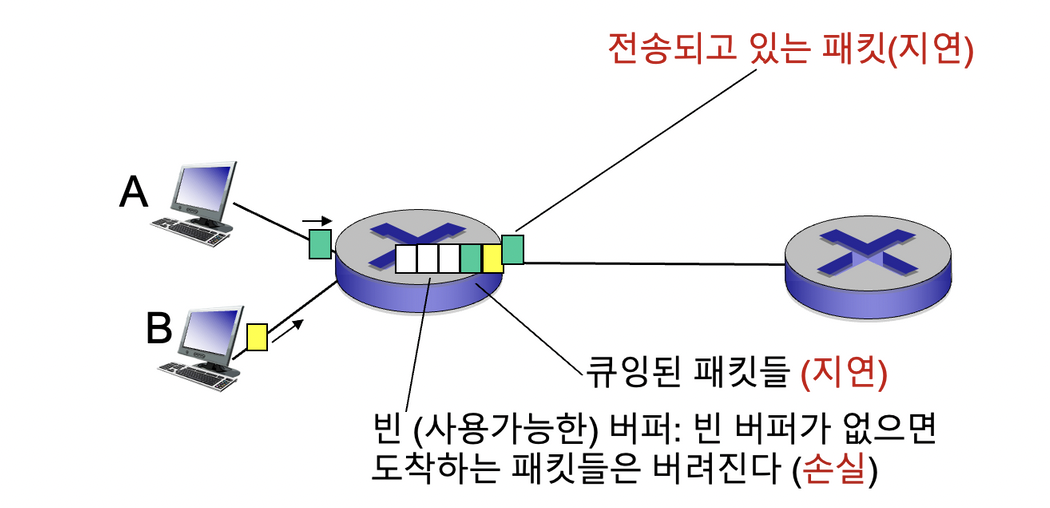 전송되고 있는 패킷(지연)
A
B
큐잉된 패킷들 (지연)
빈 (사용가능한) 버퍼: 빈 버퍼가 없으면
도착하는 패킷들은 버려진다 (손실)